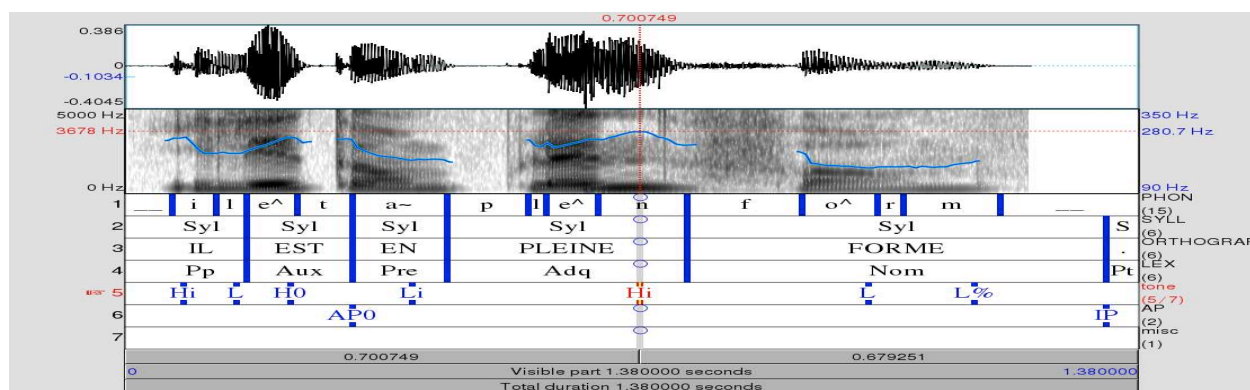 0.700749
0.386
0
-0.1034
-0.4045
5000 Hz 350 Hz
3678 Hz 280.7 Hz
0 Hz 90 Hz
1 __ i l e^ t a~ p l e^ n f o^ r m __ PHON (15)
2 Syl Syl Syl Syl Syl S SYLL (6)
3 IL EST EN PLEINE FORME . ORTHOGRAP (6)
4 Pp Aux Pre Adq Nom Pt LEX (6)
5 Hi L H0 Li Hi L L% tone (5/7)
6 AP0 IP AP (2)
7 misc (1)
0.700749 0.679251
0 Visible part 1.380000 seconds 1.380000
Total duration 1.380000 seconds